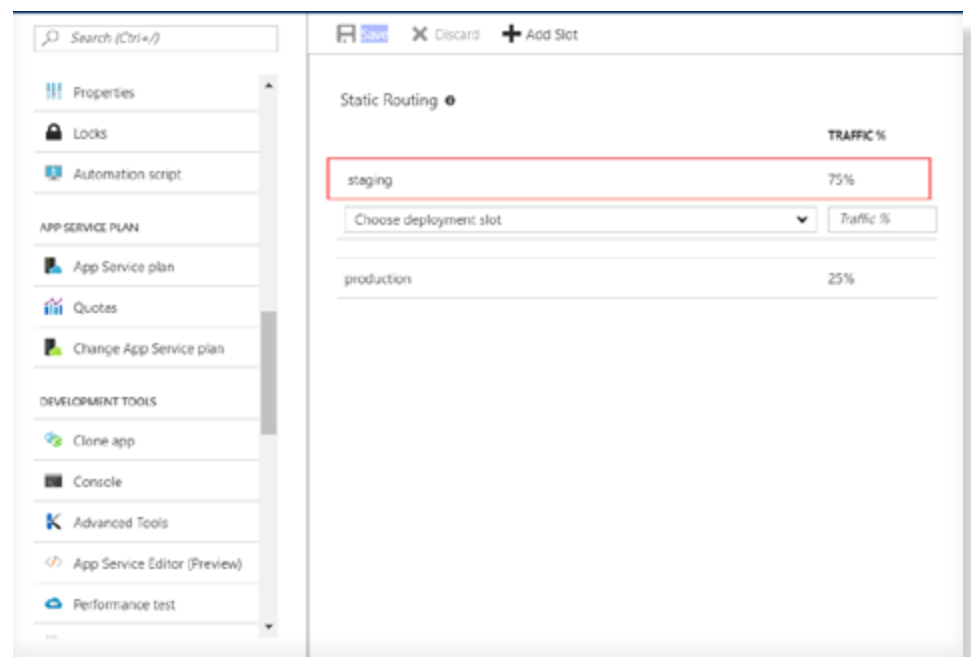 Search (Ctrl+/)
Properties
Locks
Automation script
APP SERVICE PLAN
App Service plan
Quotas
Change App Service plan
DEVELOPMENT TOOLS
Clone app
Console
Advanced Tools
App Service Editor (Preview)
Performance test
Save Discard Add Slot
Static Routing
TRAFFIC %
staging 75%
Choose deployment slot Traffic %
production 25%